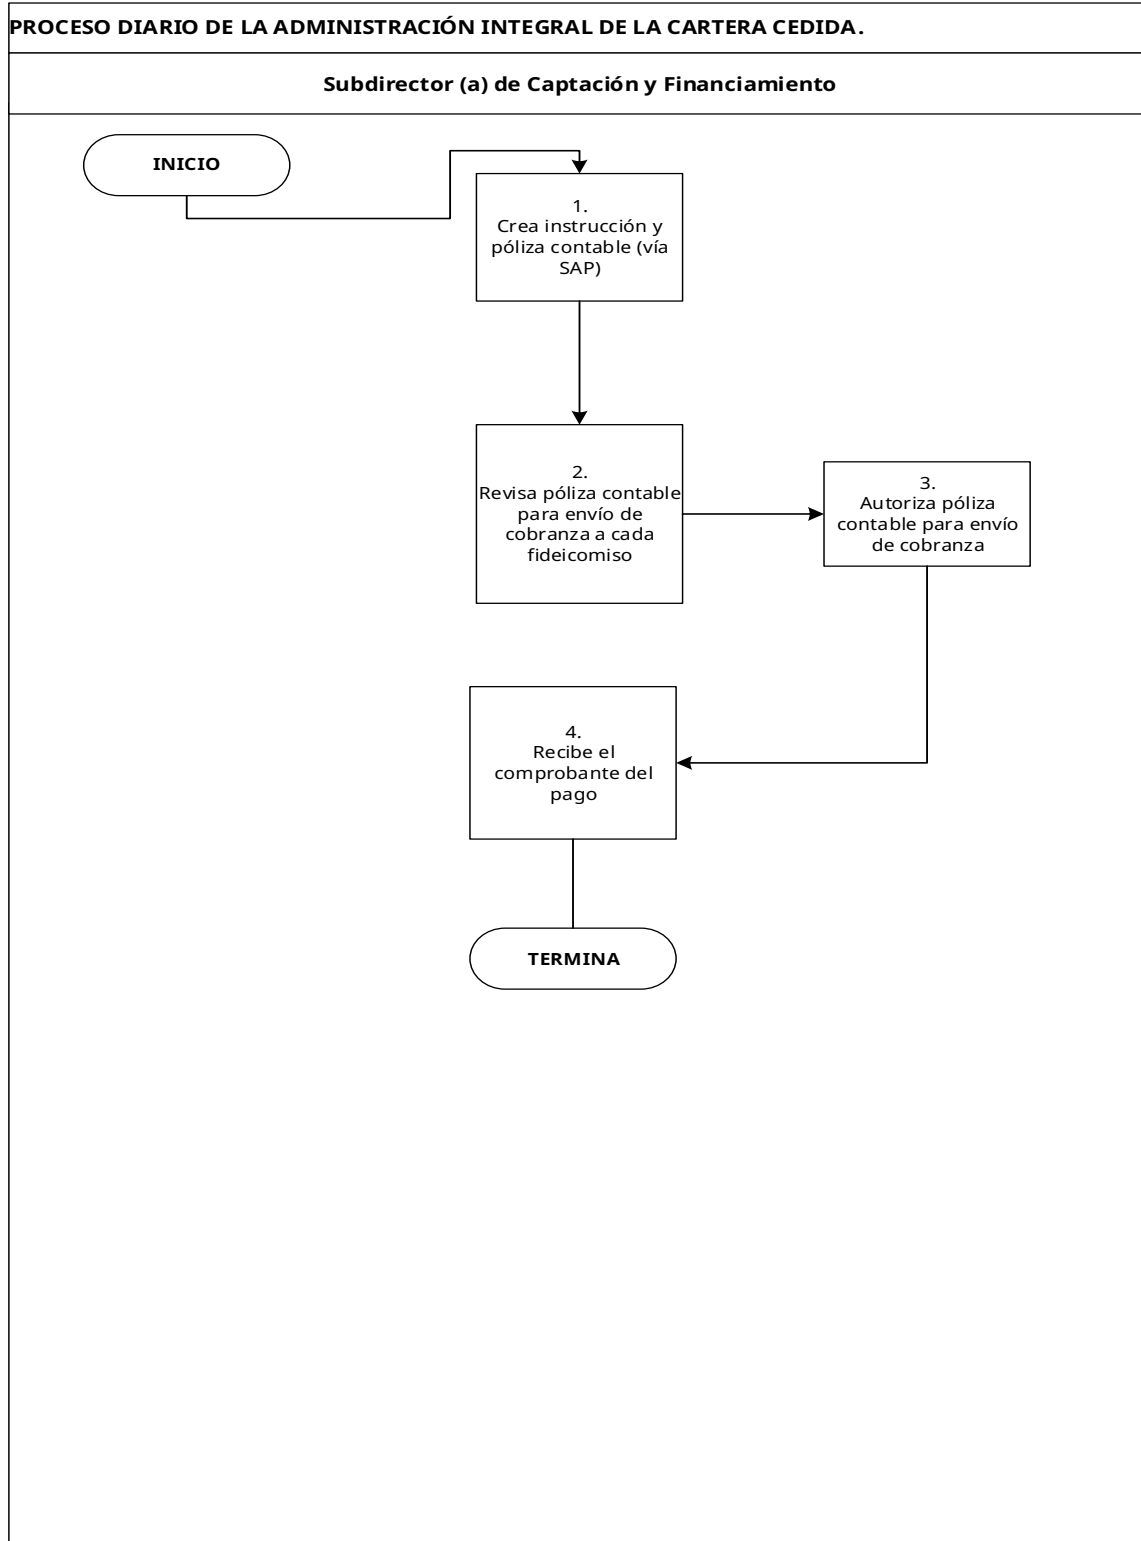 PROCESO DIARIO DE LA ADMINISTRACIÓN INTEGRAL DE LA CARTERA CEDIDA.
Subdirector (a) de Captación y Financiamiento
INICIO
1.
Crea instrucción y
póliza contable (vía
SAP)
2.
Revisa póliza contable
para envío de
cobranza a cada
fideicomiso
3.
Autoriza póliza
contable para envío
de cobranza
4.
Recibe el
comprobante del
pago
TERMINA